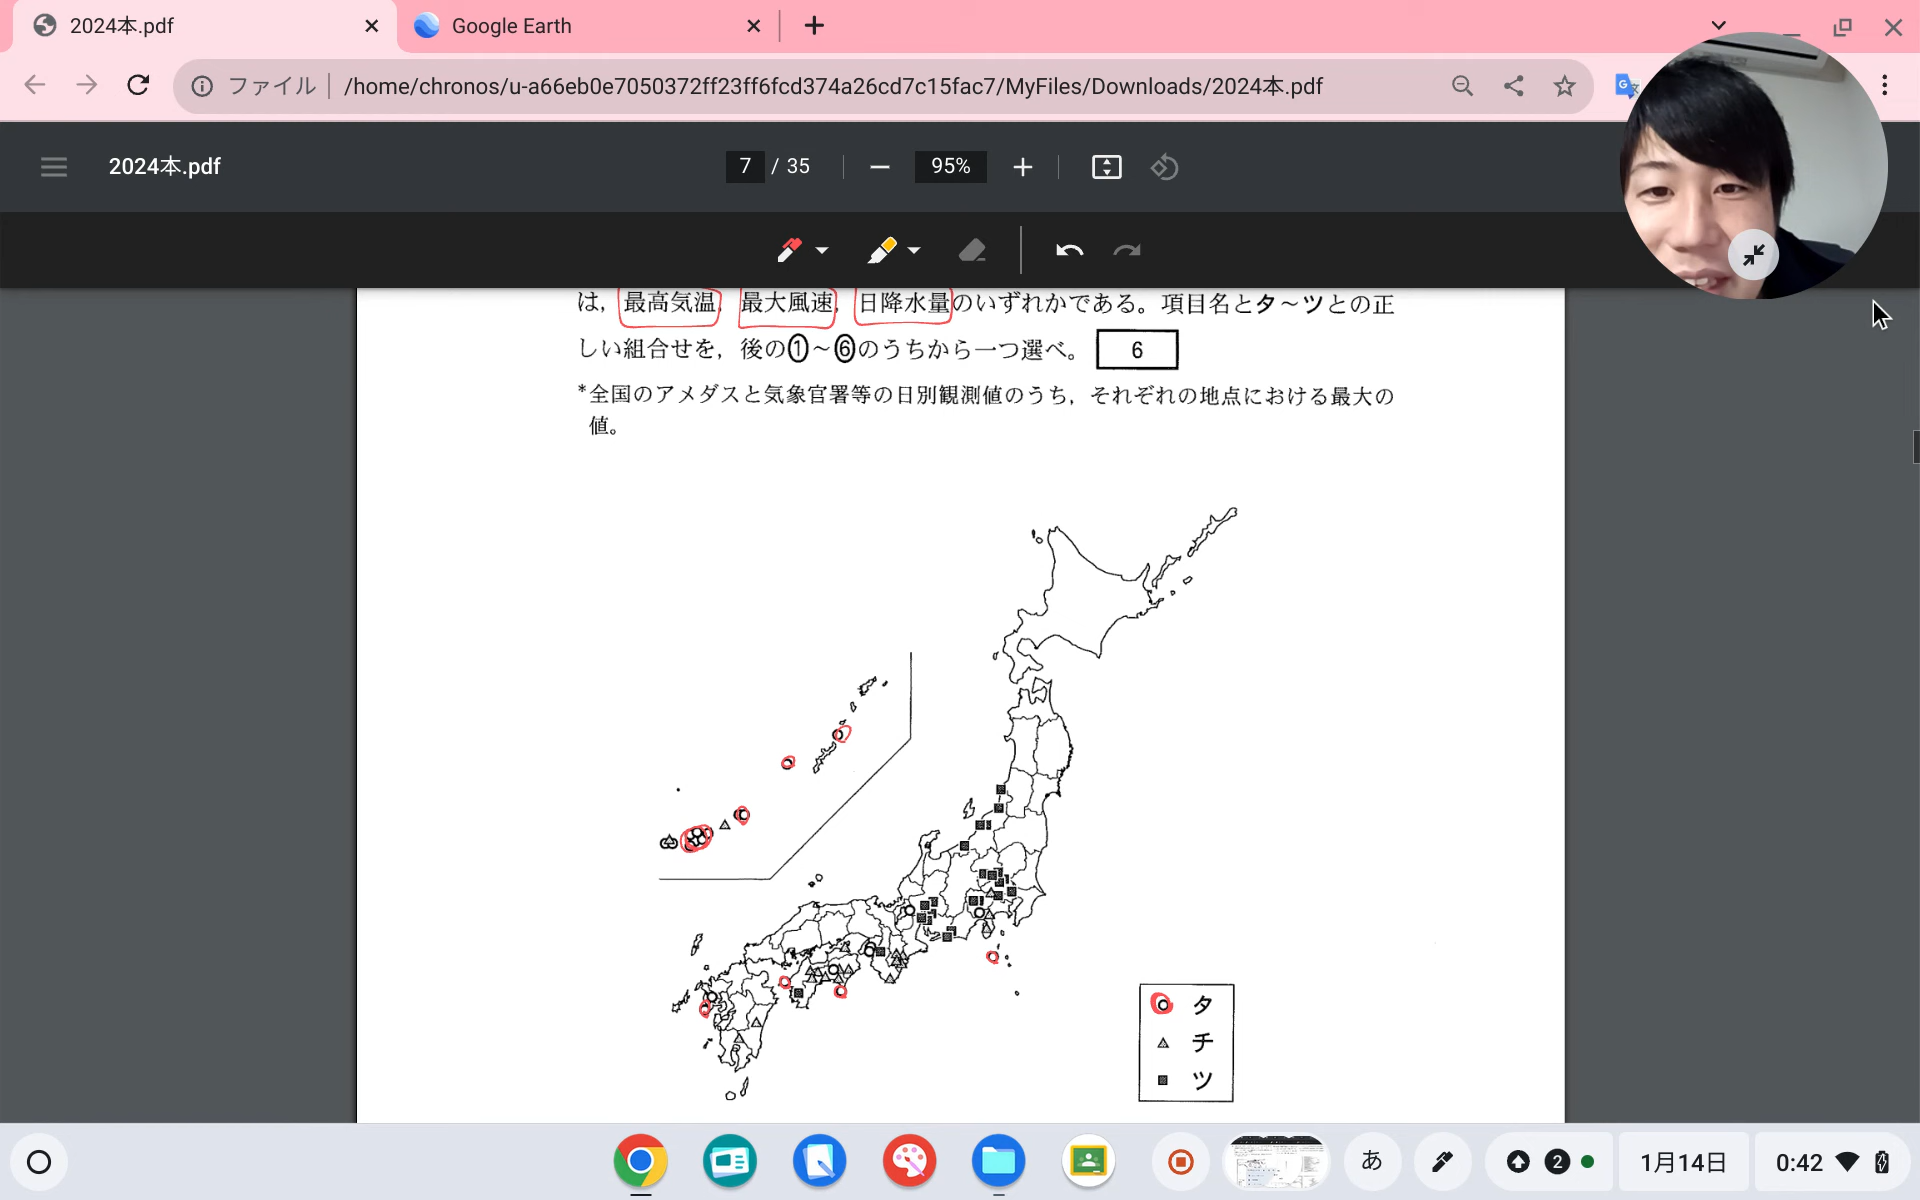 2024本.pdf
Google Earth
ファイル
/home/chronos/u-a66eb0e7050372ff23ff6fcd374a26cd7c15fac7/MyFiles/Downloads/2024本.pdf
2024本.pdf
7 / 35
95%
は，最高気温，最大風速，日降水量のいずれかである。項目名とタ～ツとの正
しい組合せを，後の①～⑥のうちから一つ選べ。 6
*全国のアメダスと気象官署等の日別観測値のうち，それぞれの地点における最大の
値。
タ
チ
ツ
あ
2
1月14日
0:42